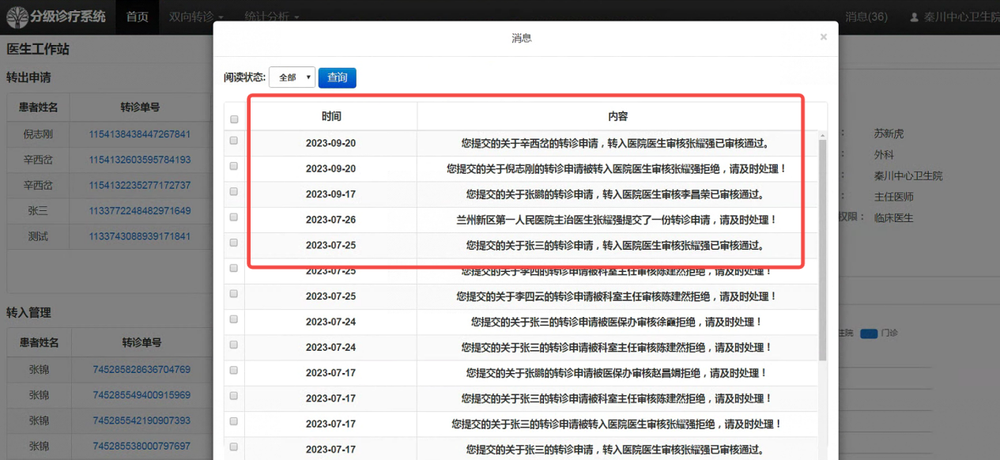 分级诊疗系统 首页 双向转诊 统计分析 消息(36) 秦川中心卫生院
医生工作站
转出申请
患者姓名 转诊单号
倪志刚 1154138438447267841
辛西岔 1154132603595784193
辛西岔 1154132235277172737
张三 1133772248482971649
测试 1133743088939171841
转入管理
患者姓名 转诊单号
张锦 745285828636704769
张锦 745285549400915969
张锦 745285542190907393
张锦 745285538000797697
消息 ×
阅读状态: 全部 查询
时间 内容
2023-09-20 您提交的关于辛西岔的转诊申请，转入医院医生审核张耀强已审核通过。
2023-09-20 您提交的关于倪志刚的转诊申请被转入医院医生审核张耀强拒绝，请及时处理！
2023-09-17 您提交的关于张鹏的转诊申请，转入医院医生审核李昌荣已审核通过。
2023-07-26 兰州新区第一人民医院主治医生张耀强提交了一份转诊申请，请及时处理！
2023-07-25 您提交的关于张三的转诊申请，转入医院医生审核张耀强已审核通过。
2023-07-25 您提交的关于李四的转诊申请被科室主任审核陈建然拒绝，请及时处理！
2023-07-25 您提交的关于李四云的转诊申请被科室主任审核陈建然拒绝，请及时处理！
2023-07-24 您提交的关于张三的转诊申请被医保办审核徐矗拒绝，请及时处理！
2023-07-24 您提交的关于张三的转诊申请被科室主任审核陈建然拒绝，请及时处理！
2023-07-17 您提交的关于张鹏的转诊申请被医保办审核赵昌娟拒绝，请及时处理！
2023-07-17 您提交的关于张三的转诊申请被科室主任审核陈建然拒绝，请及时处理！
2023-07-17 您提交的关于张三的转诊申请被转入医院医生审核张耀强拒绝，请及时处理！
2023-07-17 您提交的关于张三的转诊申请，转入医院医生审核张耀强已审核通过。
： 苏新虎
： 外科
： 秦川中心卫生院
： 主任医师
权限： 临床医生
住院 门诊